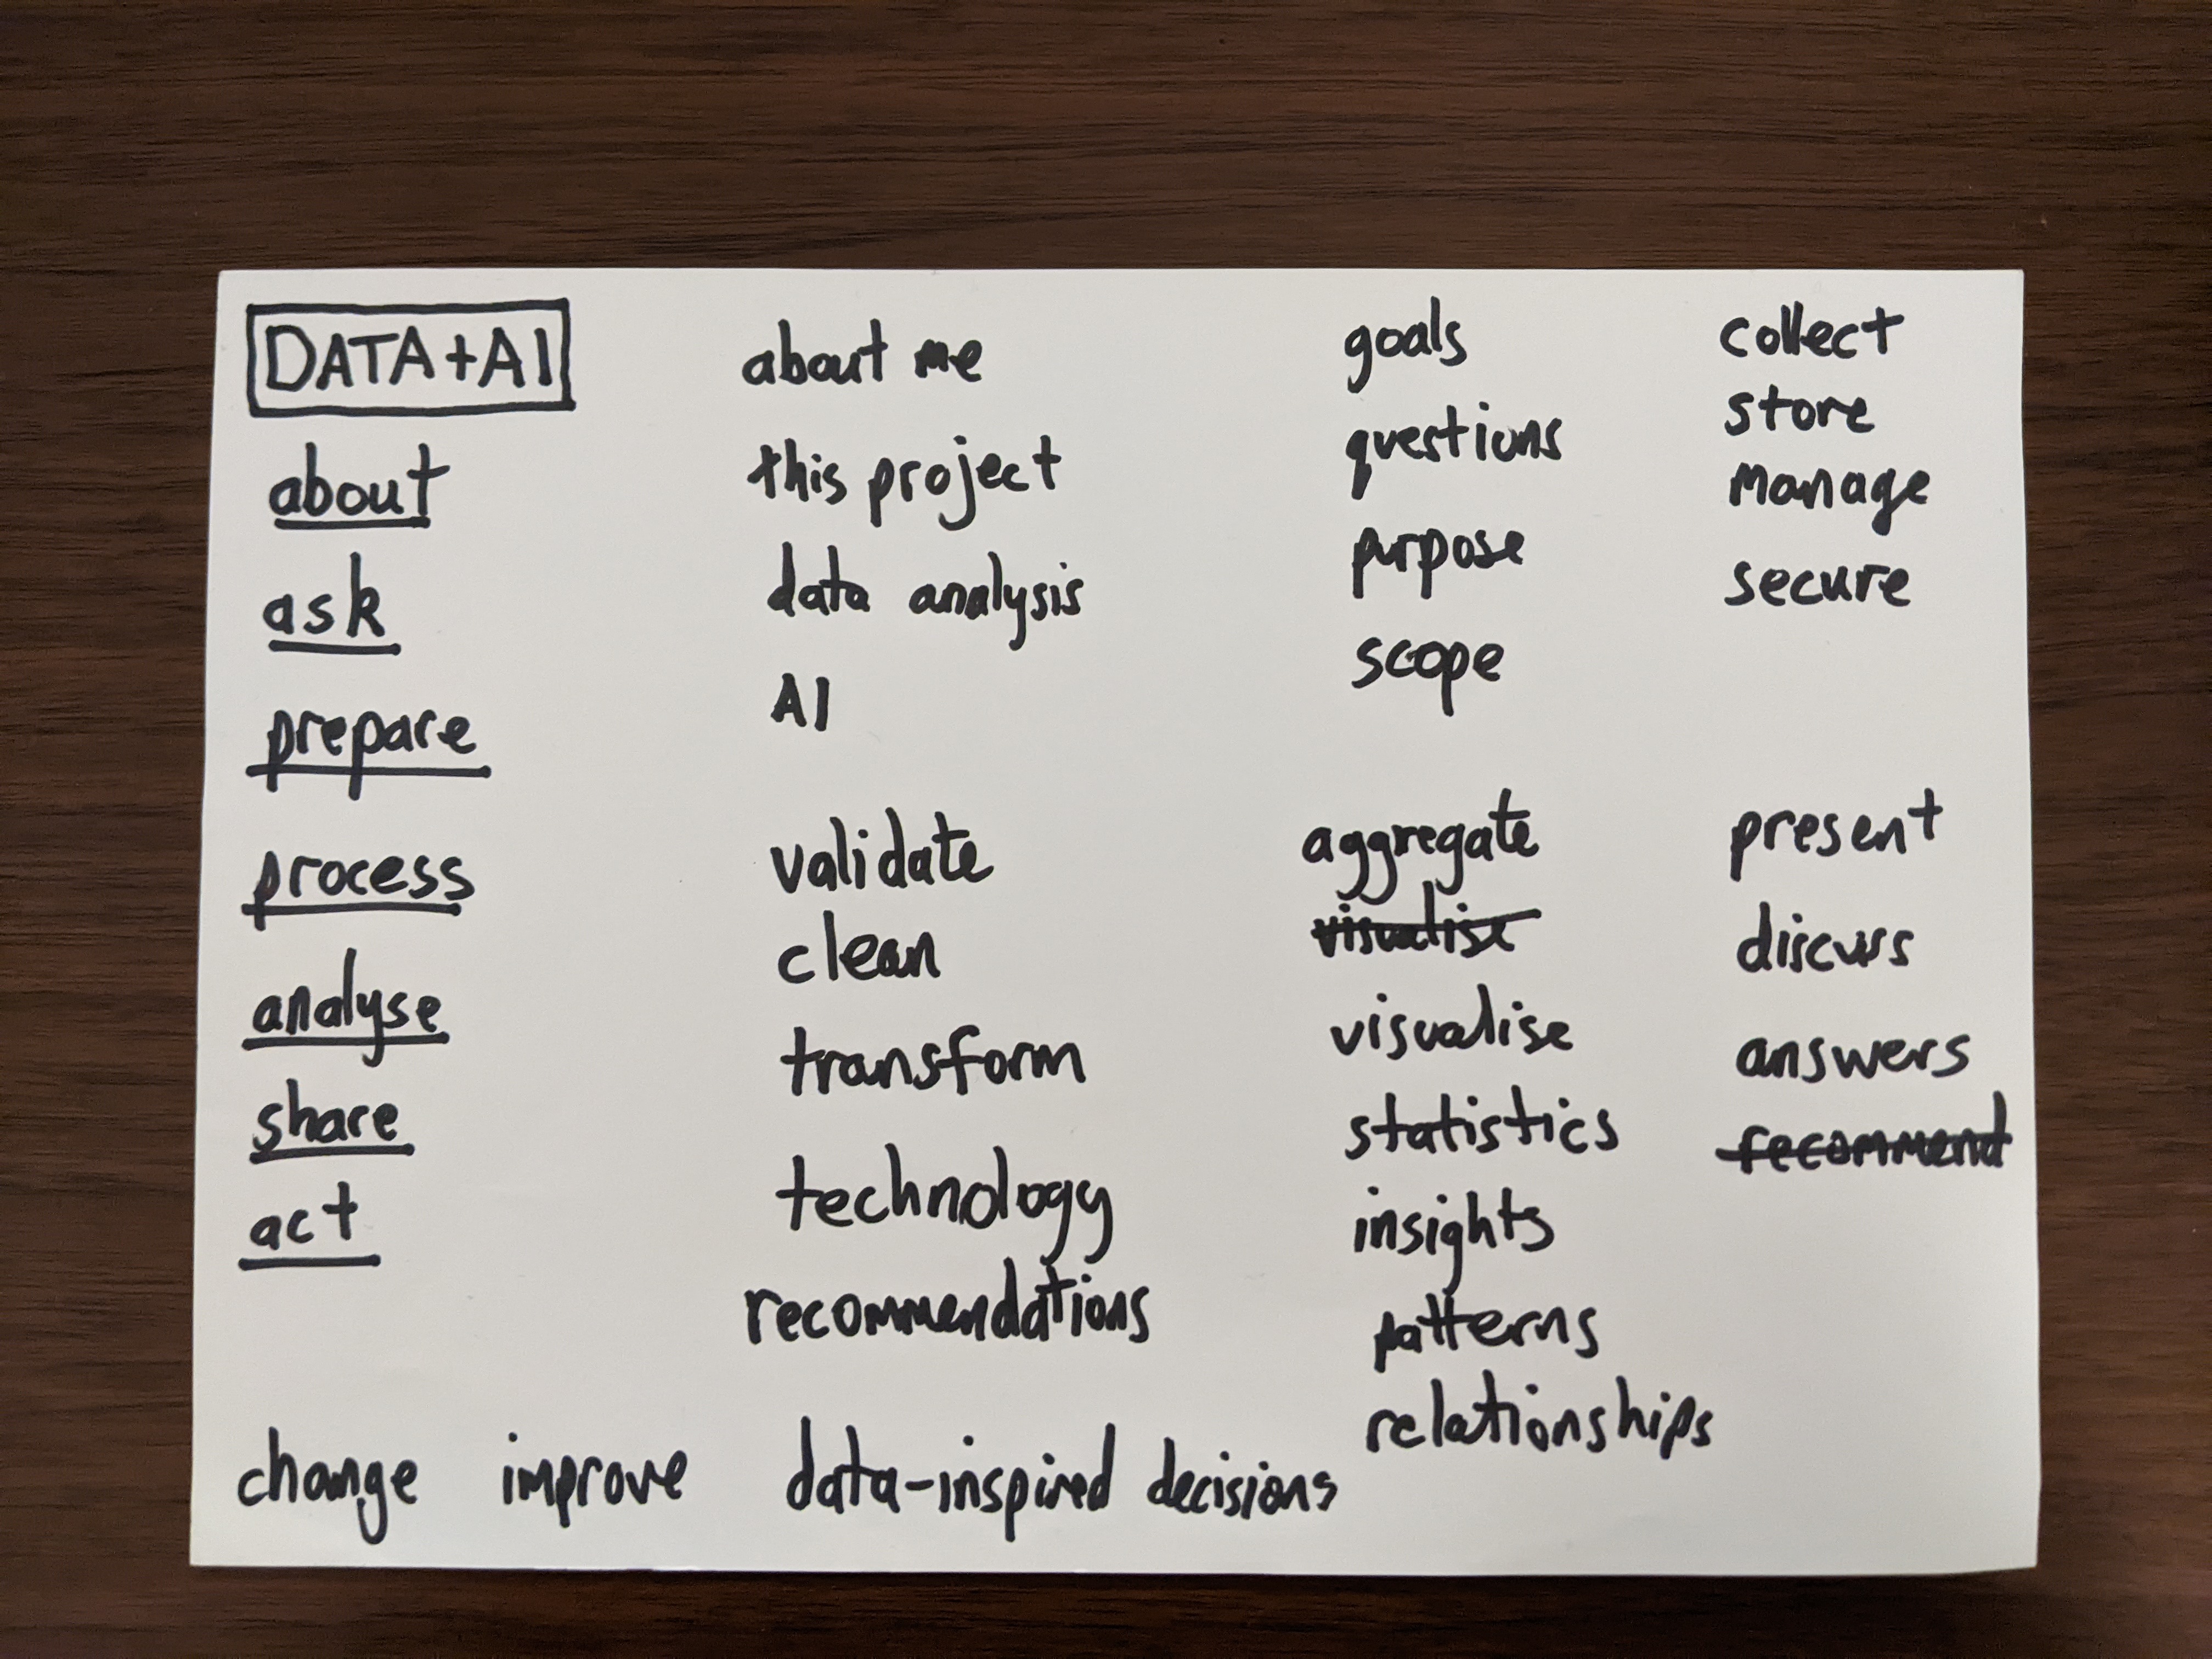 DATA+AI
about
ask
prepare
process
analyse
share
act
about me
this project
data analysis
AI
validate
clean
transform
technology
recommendations
goals
questions
purpose
scope
aggregate
visualise
visualise
statistics
insights
patterns
relationships
collect
store
manage
secure
present
discuss
answers
recommend
change improve data-inspired decisions